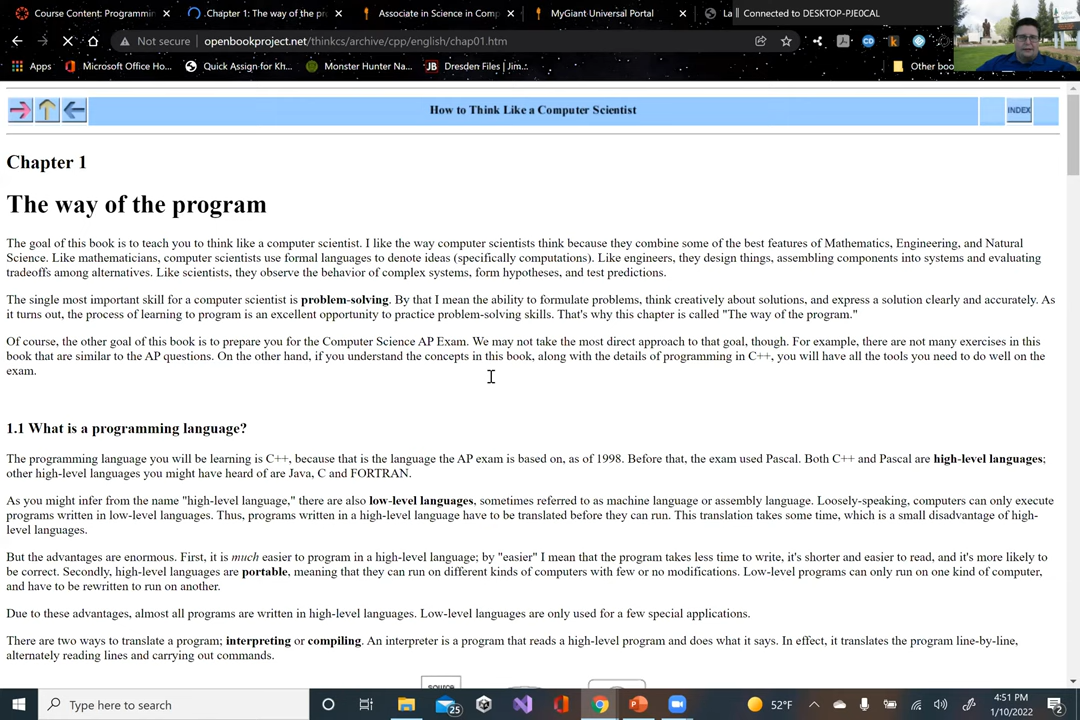 Course Content: Programmin
Chapter 1: The way of the pr
Associate in Science in Comp
MyGiant Universal Portal
La
Connected to DESKTOP-PJE0CAL
Not secure
openbookproject.net/thinkcs/archive/cpp/english/chap01.htm
Apps
Microsoft Office Ho...
Quick Assign for Kh...
Monster Hunter Na...
JB
Dresden Files | Jim...
Other boo
How to Think Like a Computer Scientist
INDEX
Chapter 1
The way of the program
The goal of this book is to teach you to think like a computer scientist. I like the way computer scientists think because they combine some of the best features of Mathematics, Engineering, and Natural
Science. Like mathematicians, computer scientists use formal languages to denote ideas (specifically computations). Like engineers, they design things, assembling components into systems and evaluating
tradeoffs among alternatives. Like scientists, they observe the behavior of complex systems, form hypotheses, and test predictions.
The single most important skill for a computer scientist is problem-solving. By that I mean the ability to formulate problems, think creatively about solutions, and express a solution clearly and accurately. As
it turns out, the process of learning to program is an excellent opportunity to practice problem-solving skills. That's why this chapter is called "The way of the program."
Of course, the other goal of this book is to prepare you for the Computer Science AP Exam. We may not take the most direct approach to that goal, though. For example, there are not many exercises in this
book that are similar to the AP questions. On the other hand, if you understand the concepts in this book, along with the details of programming in C++, you will have all the tools you need to do well on the
exam.
1.1 What is a programming language?
The programming language you will be learning is C++, because that is the language the AP exam is based on, as of 1998. Before that, the exam used Pascal. Both C++ and Pascal are high-level languages;
other high-level languages you might have heard of are Java, C and FORTRAN.
As you might infer from the name "high-level language," there are also low-level languages, sometimes referred to as machine language or assembly language. Loosely-speaking, computers can only execute
programs written in low-level languages. Thus, programs written in a high-level language have to be translated before they can run. This translation takes some time, which is a small disadvantage of high-
level languages.
But the advantages are enormous. First, it is much easier to program in a high-level language; by "easier" I mean that the program takes less time to write, it's shorter and easier to read, and it's more likely to
be correct. Secondly, high-level languages are portable, meaning that they can run on different kinds of computers with few or no modifications. Low-level programs can only run on one kind of computer,
and have to be rewritten to run on another.
Due to these advantages, almost all programs are written in high-level languages. Low-level languages are only used for a few special applications.
There are two ways to translate a program; interpreting or compiling. An interpreter is a program that reads a high-level program and does what it says. In effect, it translates the program line-by-line,
alternately reading lines and carrying out commands.
source
Type here to search
25
52°F
4:51 PM
1/10/2022
2